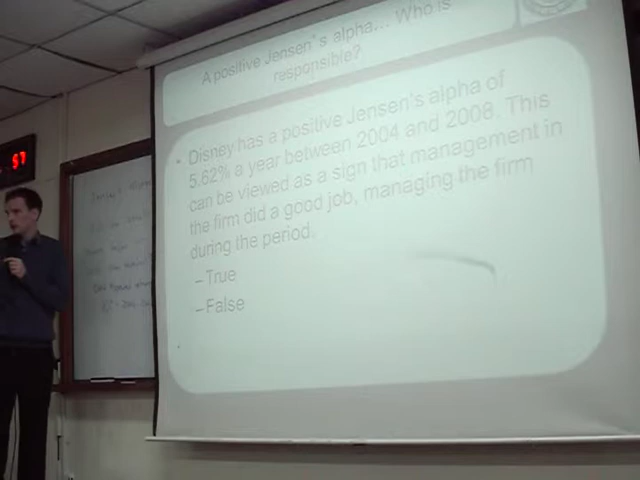 A positive Jensen's alpha... Who is
responsible?
• Disney has a positive Jensen's alpha of
5.62% a year between 2004 and 2008. This
can be viewed as a sign that management in
the firm did a good job, managing the firm
during the period.
– True
– False
57